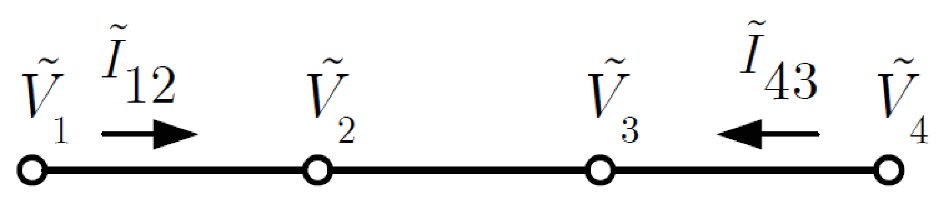 Ṽ₁ Ĩ₁₂ Ṽ₂ Ṽ₃ Ĩ₄₃ Ṽ₄